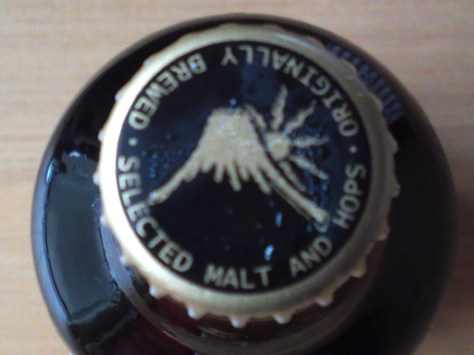 ORIGINALLY BREWED ·
SELECTED MALT AND HOPS ·